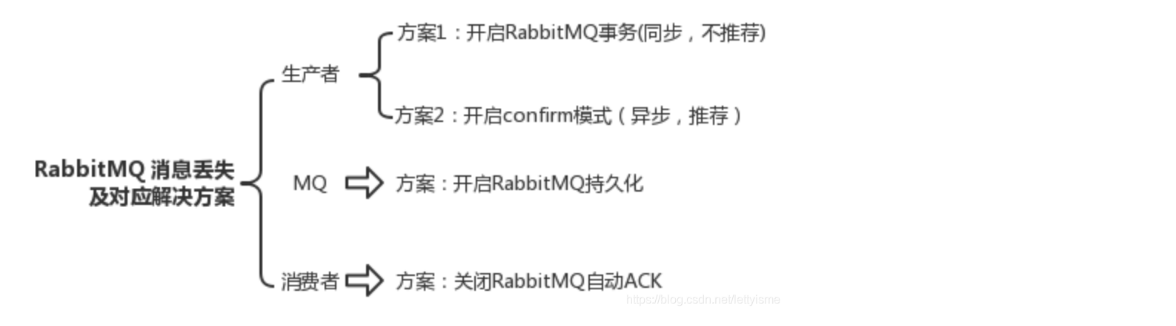 方案1：开启RabbitMQ事务(同步，不推荐)
生产者
方案2：开启confirm模式（异步，推荐）
RabbitMQ 消息丢失
及对应解决方案
MQ
方案：开启RabbitMQ持久化
消费者
方案：关闭RabbitMQ自动ACK
https://blog.csdn.net/leilyisme